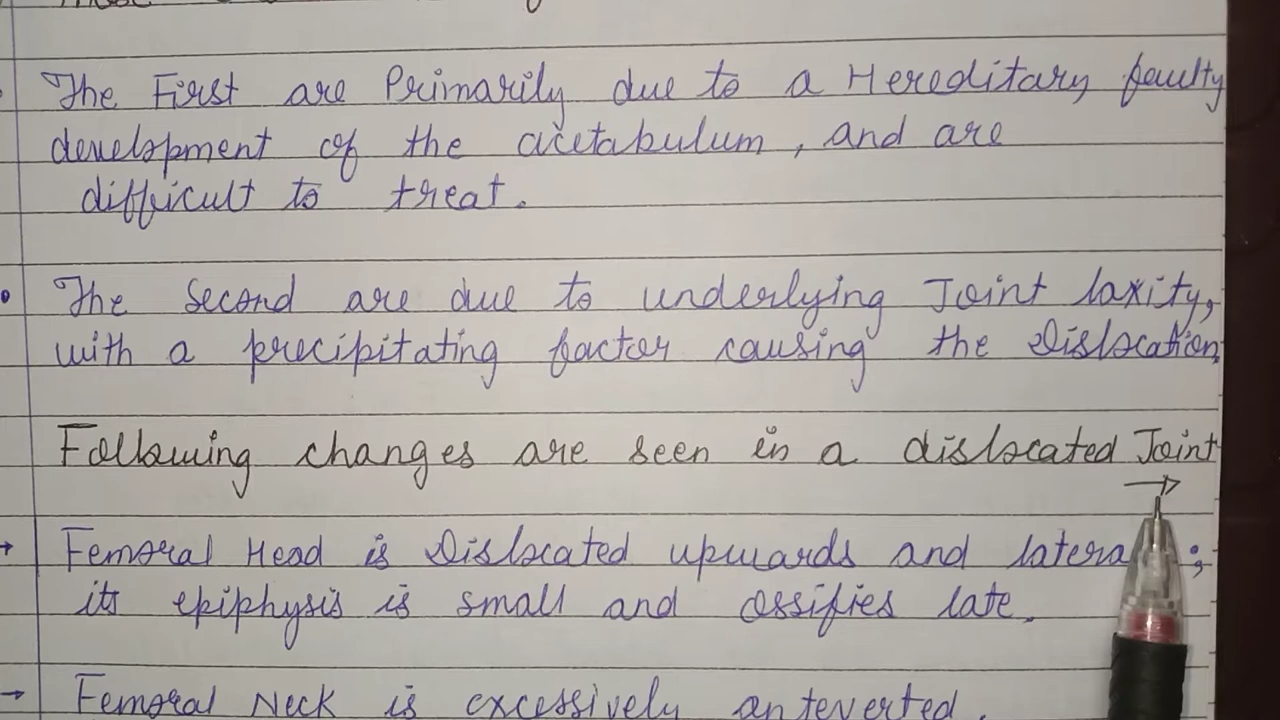 The First are Primarily due to a Hereditary faulty
development of the acetabulum, and are
difficult to treat.
The Second are due to underlying Joint laxity,
with a precipitating factor causing the Dislocation
Following changes are seen in a dislocated Joint
→
→ Femoral Head is Dislocated upwards and ;
its epiphysis is small and ossifies late.
→ Femoral Neck is excessively anteverted.